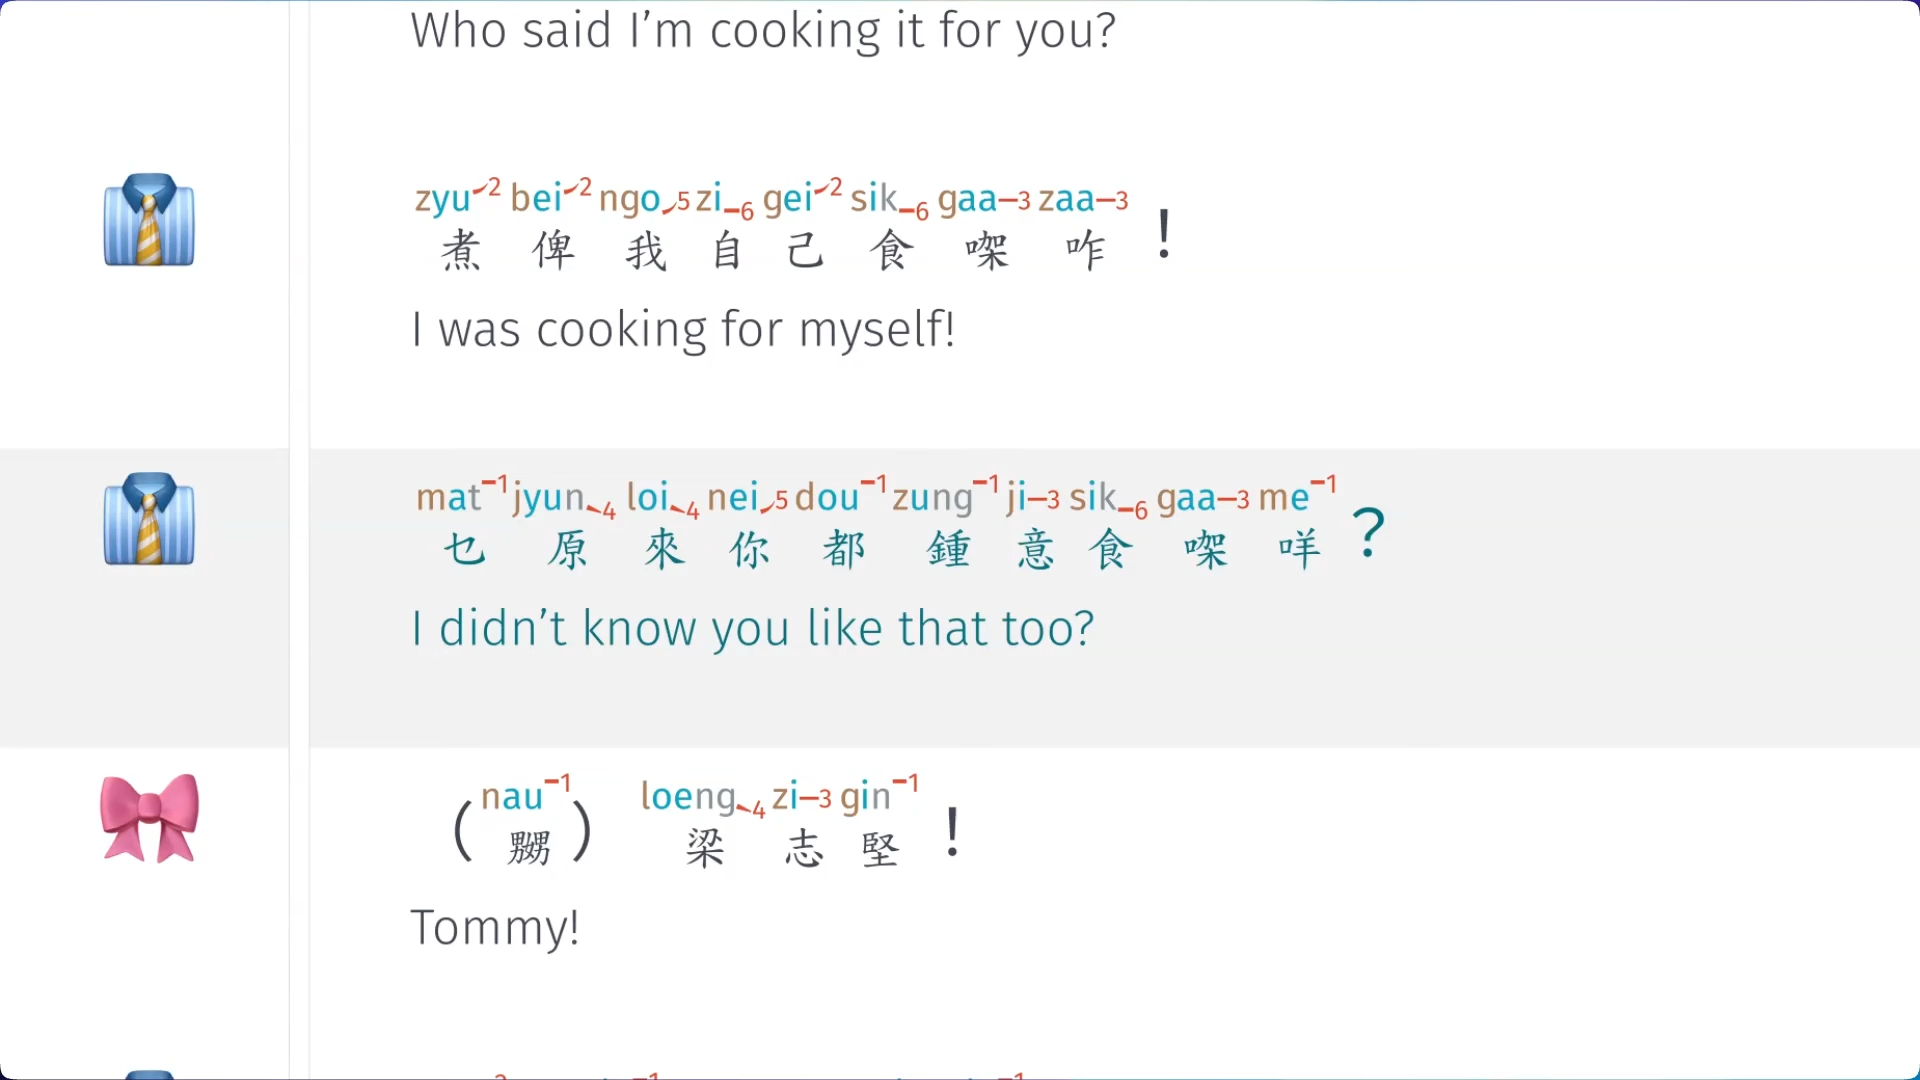 Who said I’m cooking it for you?
zyu2 bei2 ngo5 zi6 gei2 sik6 gaa3 zaa3
煮俾我自己食㗎咋！
I was cooking for myself!
mat1 jyun4 loi4 nei5 dou1 zung1 ji3 sik6 gaa3 me1
乜原來你都鍾意食㗎咩？
I didn’t know you like that too?
nau1 loeng4 zi3 gin1
（嬲） 梁志堅！
Tommy!